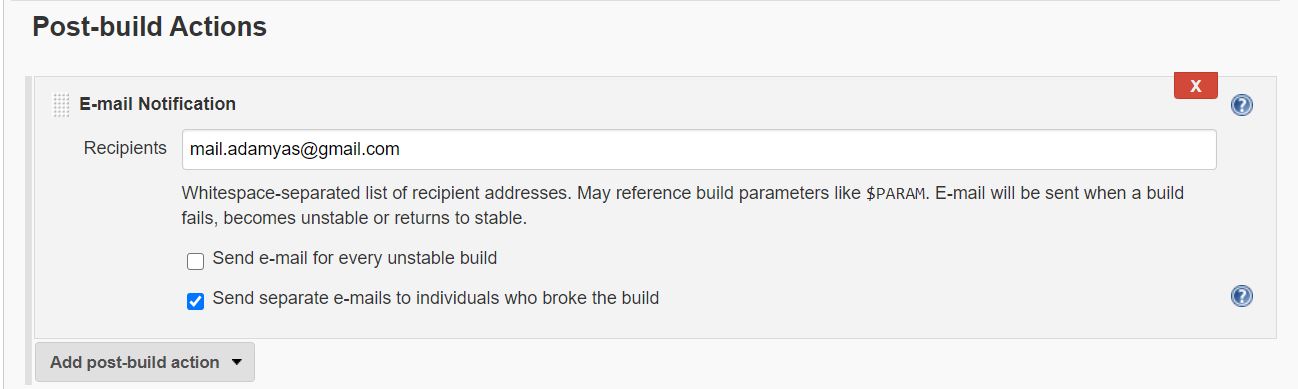 Post-build Actions
X
E-mail Notification
?
Recipients
mail.adamyas@gmail.com
Whitespace-separated list of recipient addresses. May reference build parameters like $PARAM. E-mail will be sent when a build
fails, becomes unstable or returns to stable.
Send e-mail for every unstable build
Send separate e-mails to individuals who broke the build
?
Add post-build action